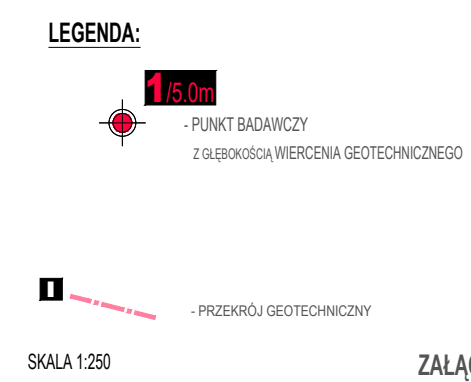 LEGENDA:
1/5.0m
- PUNKT BADAWCZY
Z GŁĘBOKOŚCIĄ WIERCENIA GEOTECHNICZNEGO
I
- PRZEKRÓJ GEOTECHNICZNY
SKALA 1:250